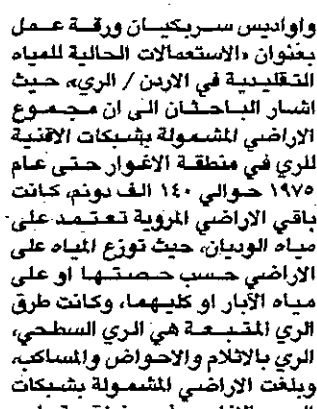 واواديس سريكيان ورقة عمل
بعنوان «الاستعمالات الحالية للمياه
التقليدية في الاردن / الري» حيث
اشار الباحثان الى ان مجموع
الاراضي المشمولة بشبكات الاقنية
للري في منطقة الاغوار حتى عام
١٩٧٥ حوالي ١٤٠ الف دونم، كانت
باقي الاراضي المروية تعتمد على
مياه الوديان، حيث توزع المياه على
الاراضي حسب حصتها او على
مياه الآبار او كليهما، وكانت طرق
الري المتبعة هي الري السطحي،
الري بالاثلام والاحواض والمساكب،
وبلغت الاراضي المشمولة بشبكات